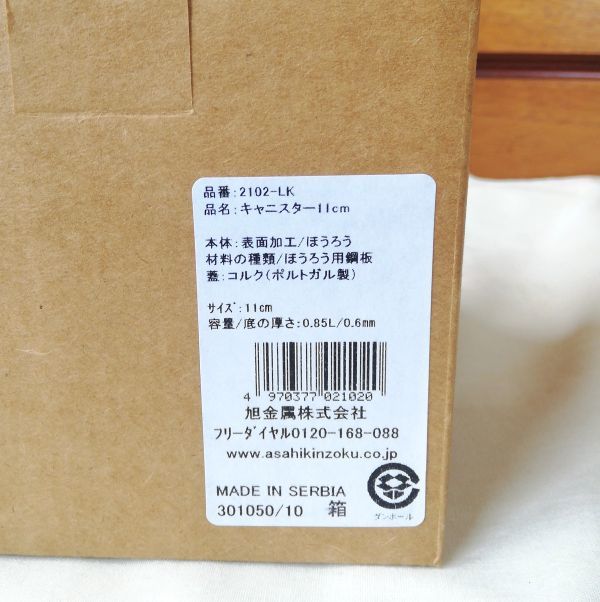 品番:2102-LK
品名:キャニスター11cm
本体:表面加工/ほうろう
材料の種類/ほうろう用鋼板
蓋:コルク(ポルトガル製)
ｻｲｽﾞ:11cm
容量/底の厚さ:0.85L/0.6mm
4 970377 021020
旭金属株式会社
フリーﾀﾞイヤル0120-168-088
www.asahikinzoku.co.jp
MADE IN SERBIA
301050/10 箱
ダンボール